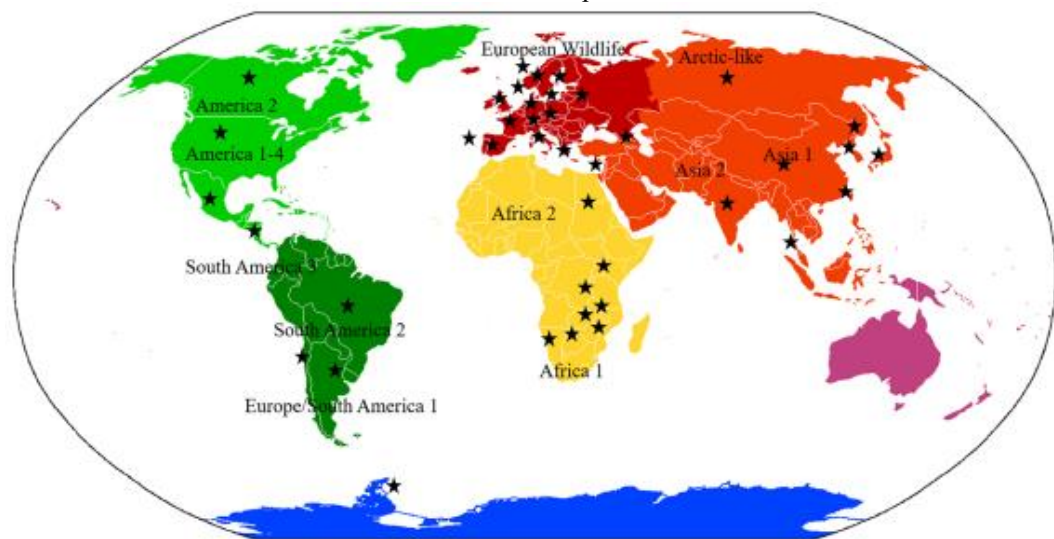 European Wildlife
Arctic-like
America 2
America 1-4
Asia 1
Asia 2
Africa 2
South America 3
South America 2
Africa 1
Europe/South America 1